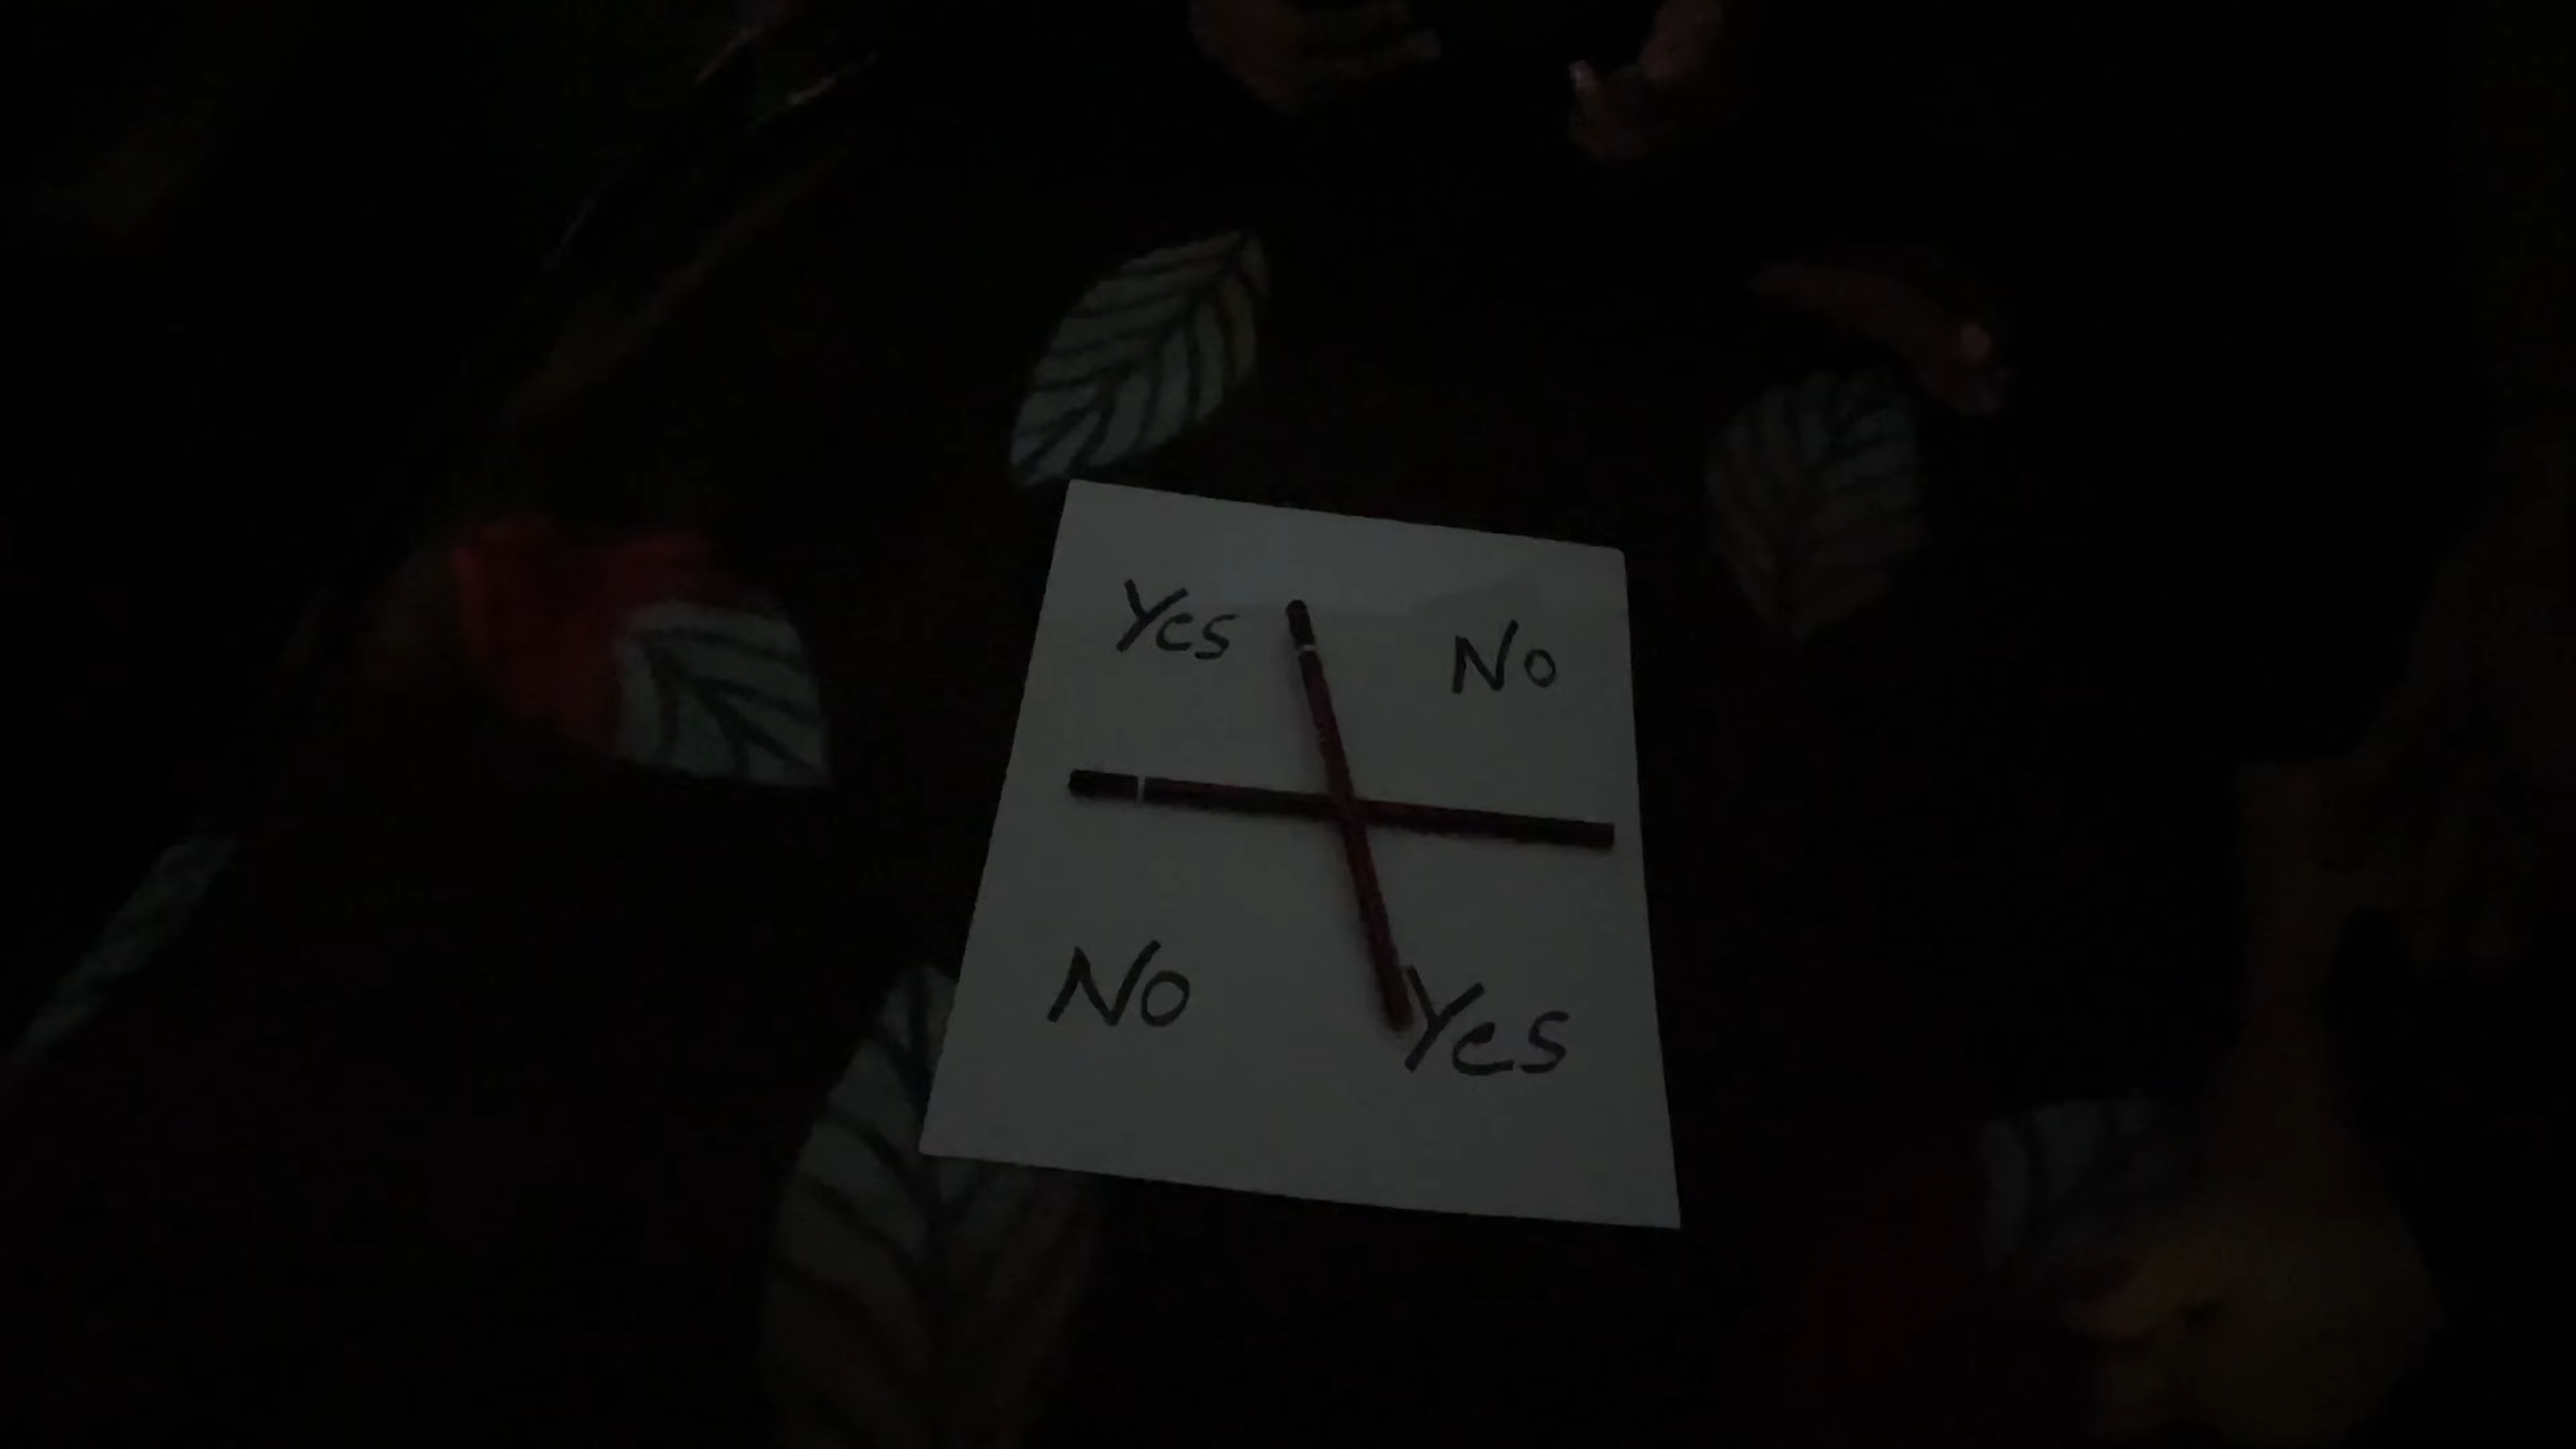 Yes No
No Yes